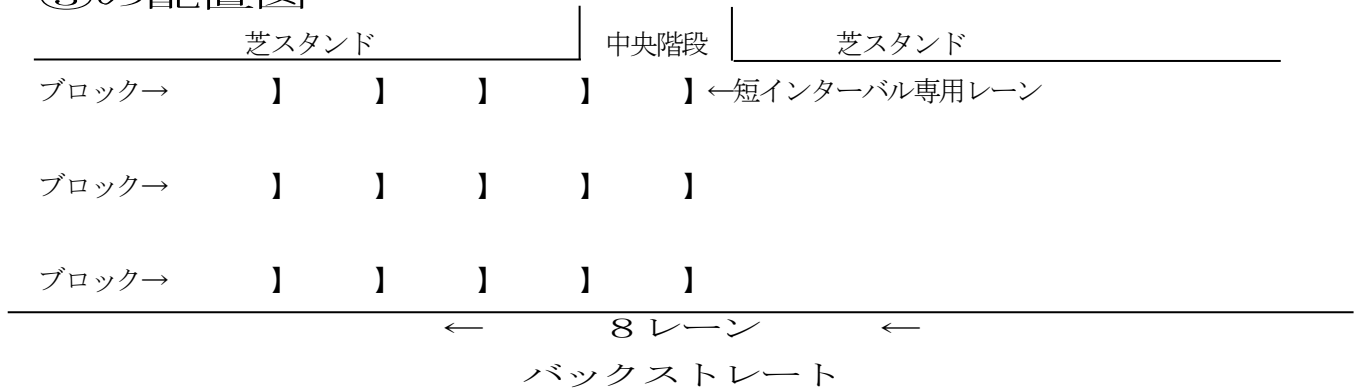 の配置図
芝スタンド 中央階段 芝スタンド
ブロック→ 】 】 】 】 】←短インターバル専用レーン
ブロック→ 】 】 】 】 】
ブロック→ 】 】 】 】 】
← ８レーン ←
バックストレート